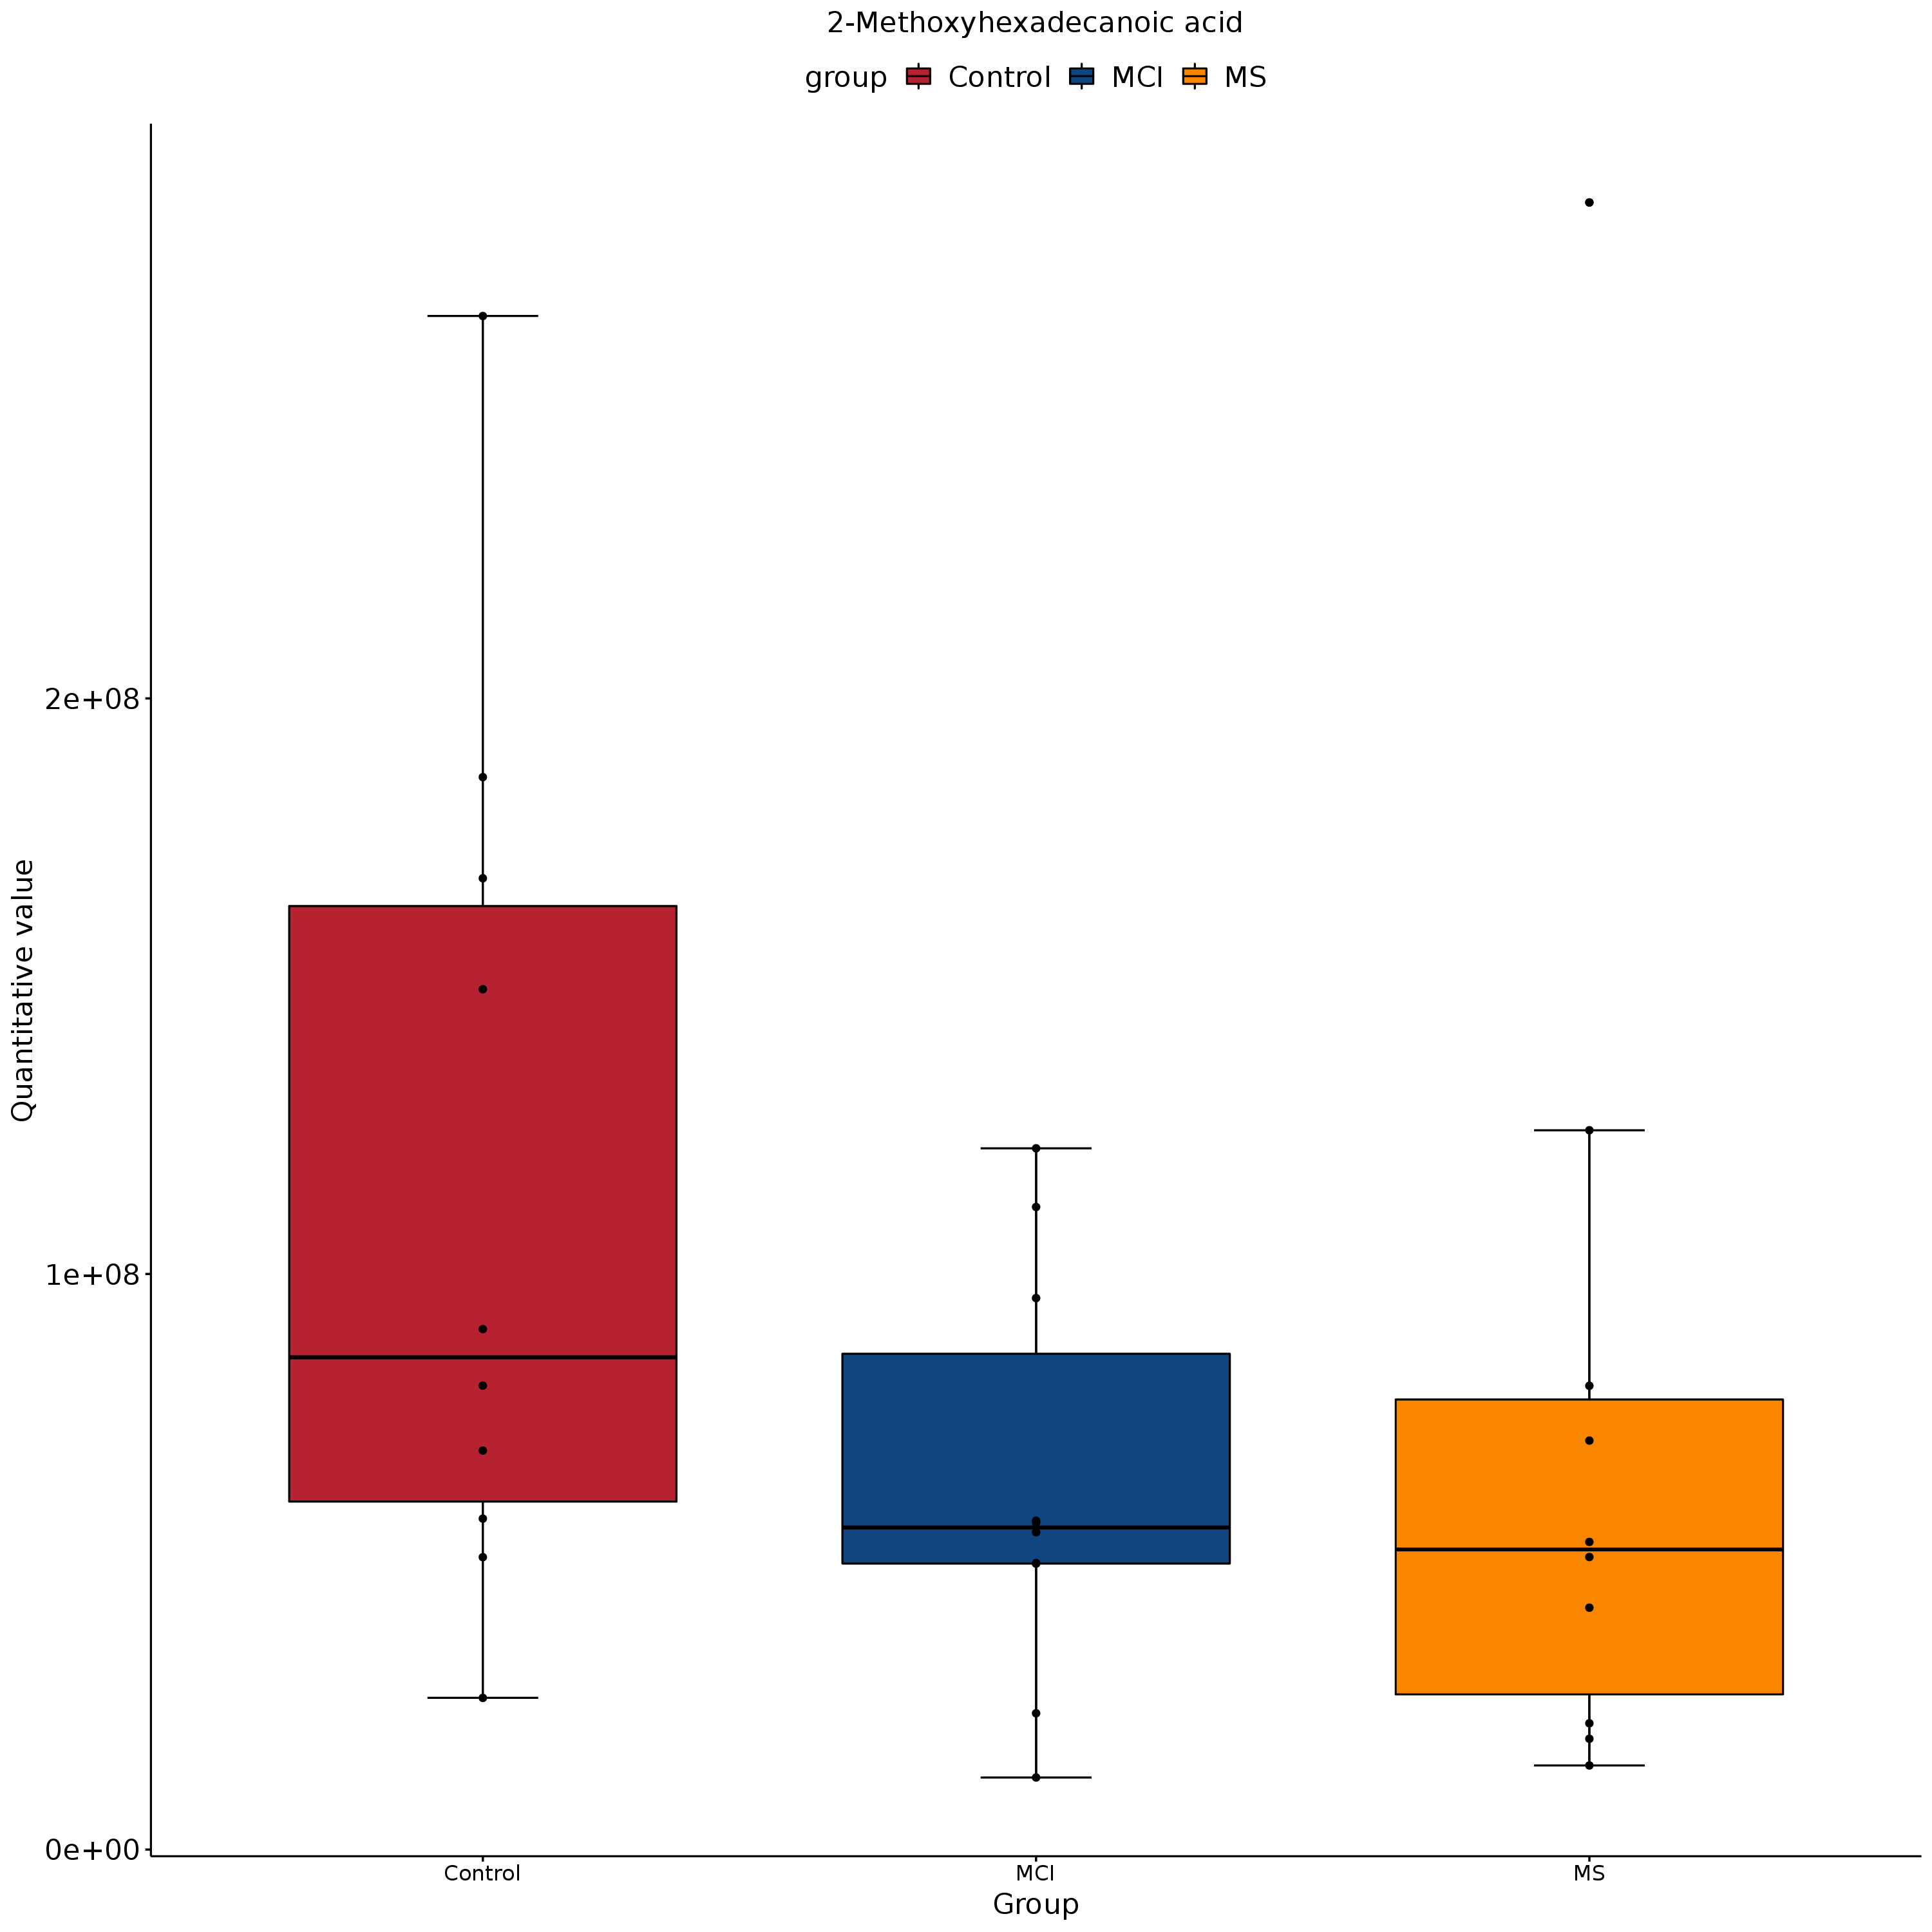 2-Methoxyhexadecanoic acid
group Control MCI MS
Quantitative value
2e+08
1e+08
0e+00
Control MCI MS
Group